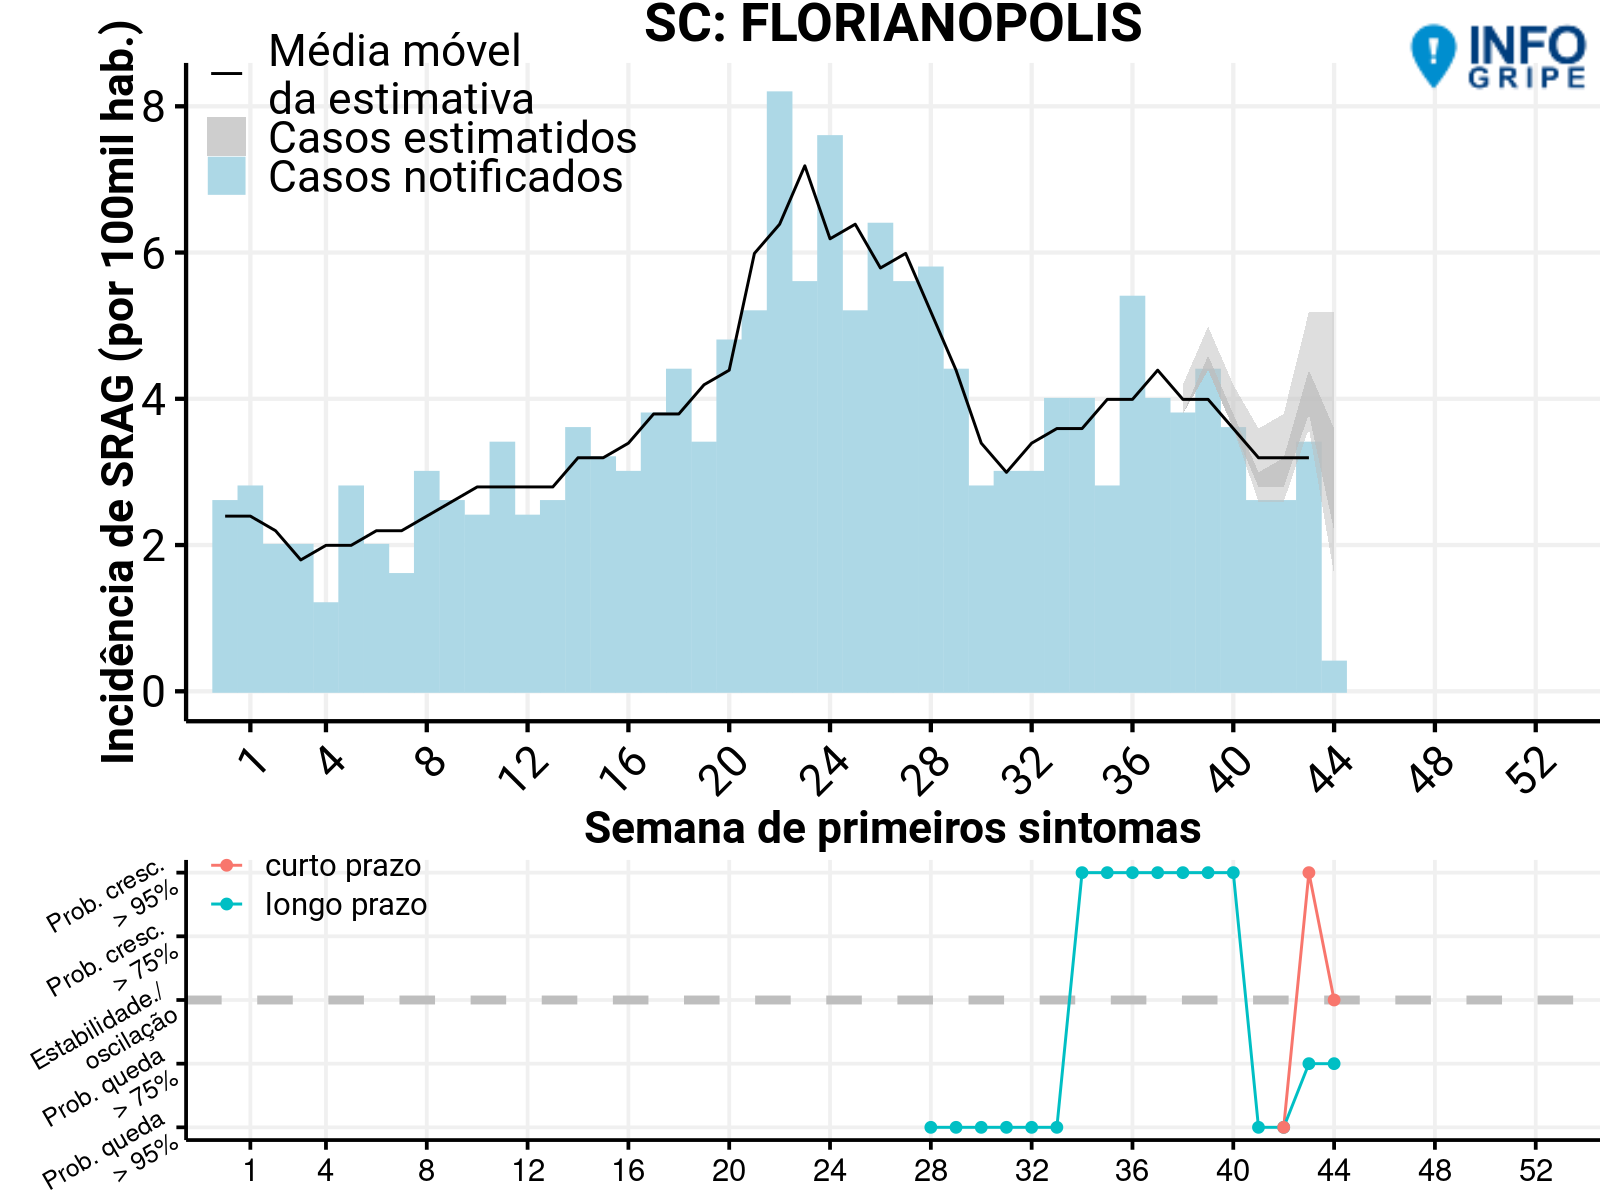 SC: FLORIANOPOLIS
INFO
GRIPE
Média móvel
da estimativa
Casos estimatidos
Casos notificados
Incidência de SRAG (por 100mil hab.)
8
6
4
2
0
1 4 8 12 16 20 24 28 32 36 40 44 48 52
Semana de primeiros sintomas
curto prazo
longo prazo
Prob. cresc.
> 95%
Prob. cresc.
> 75%
Estabilidade./
oscilação
Prob. queda
> 75%
Prob. queda
> 95%
1 4 8 12 16 20 24 28 32 36 40 44 48 52